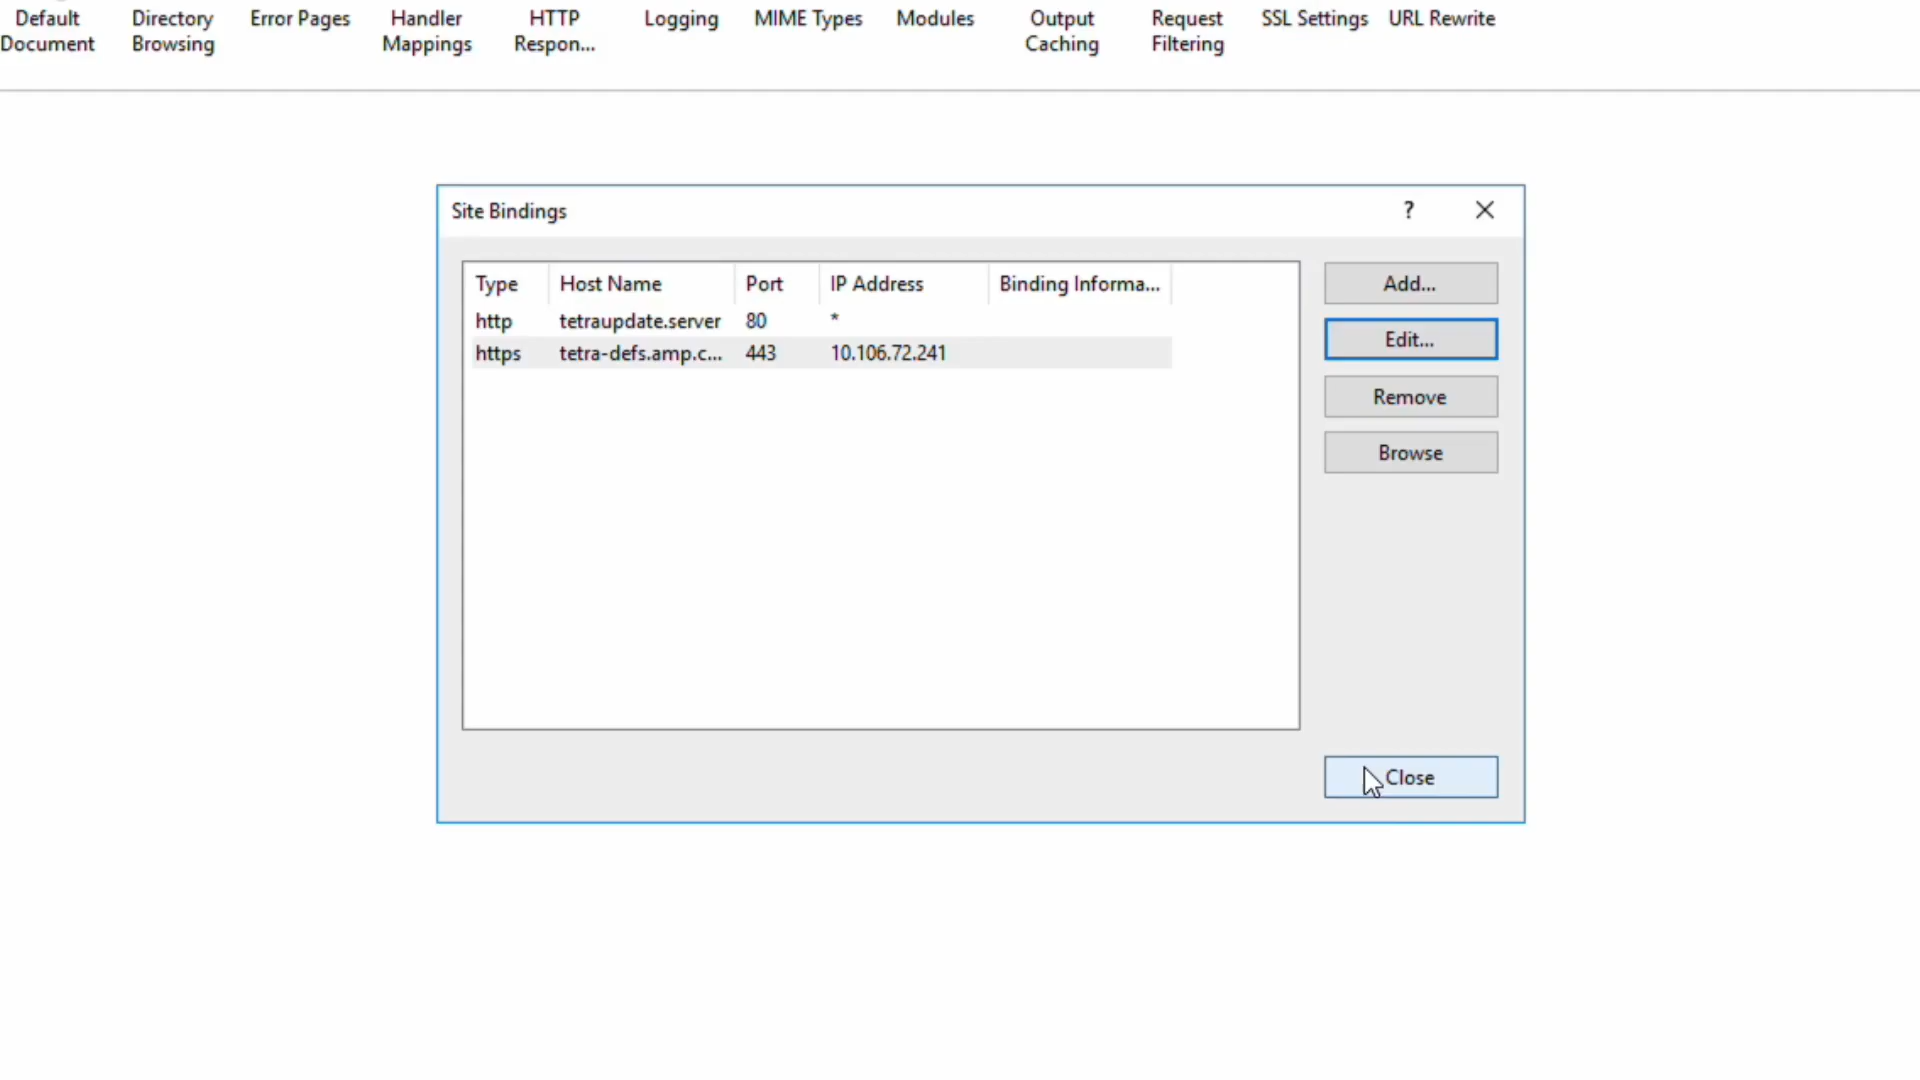 Default Document
Directory Browsing
Error Pages
Handler Mappings
HTTP Respon...
Logging
MIME Types
Modules
Output Caching
Request Filtering
SSL Settings
URL Rewrite
Site Bindings
?
Type Host Name Port IP Address Binding Informa...
http tetraupdate.server 80 *
https tetra-defs.amp.c... 443 10.106.72.241
Add...
Edit...
Remove
Browse
Close